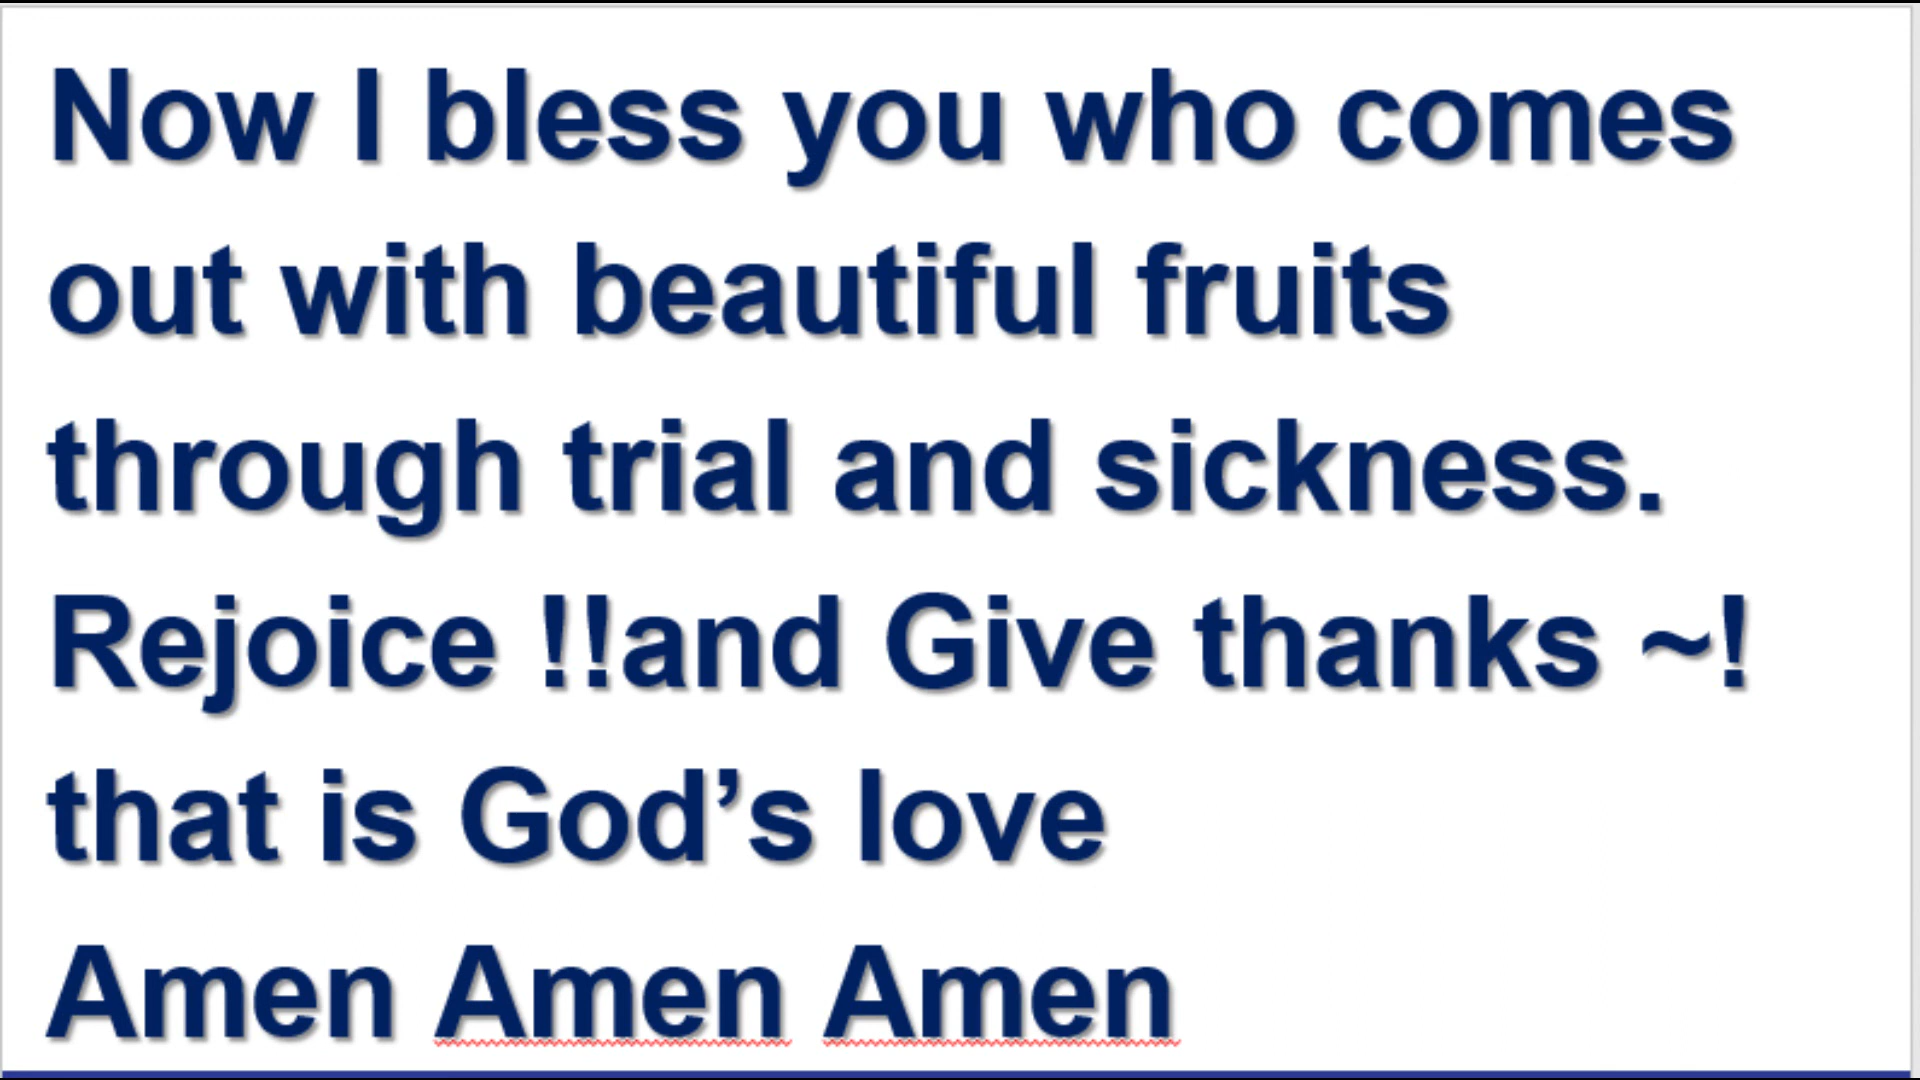 Now I bless you who comes
out with beautiful fruits
through trial and sickness.
Rejoice !!and Give thanks ~!
that is God’s love
Amen Amen Amen